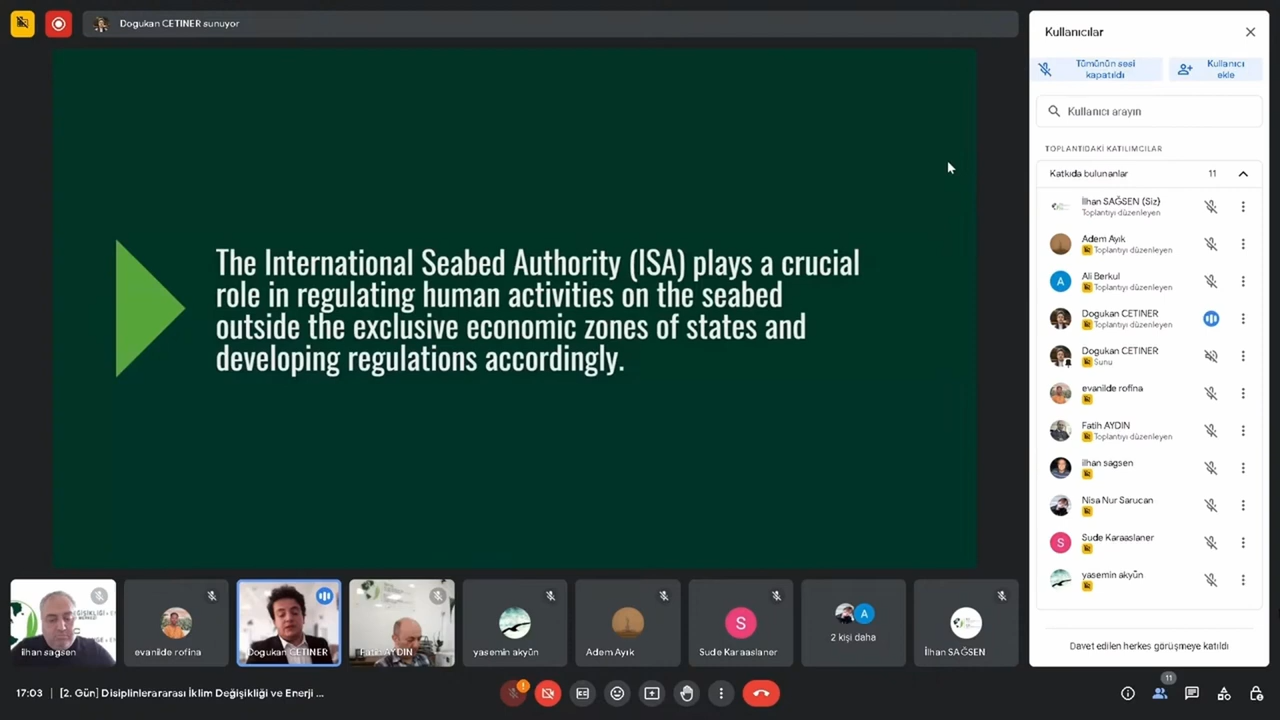 Dogukan CETINER sunuyor
The International Seabed Authority (ISA) plays a crucial
role in regulating human activities on the seabed
outside the exclusive economic zones of states and
developing regulations accordingly.
Kullanıcılar
Tümünün sesi
kapatıldı
Kullanıcı
ekle
Kullanıcı arayın
TOPLANTIDAKİ KATILIMCILAR
Katkıda bulunanlar 11
İlhan SAĞSEN (Siz)
Toplantıyı düzenleyen
Adem Ayık
Toplantıyı düzenleyen
A
Ali Berkul
Toplantıyı düzenleyen
Dogukan CETINER
Toplantıyı düzenleyen
Dogukan CETINER
Sunu
evanilde rofina
Fatih AYDIN
Toplantıyı düzenleyen
ilhan sagsen
Nisa Nur Sarucan
S
Sude Karaaslaner
yasemin akyün
Davet edilen herkes görüşmeye katıldı
ilhan sagsen
evanilde rofina
Dogukan CETINER
Fatih AYDIN
yasemin akyün
Adem Ayık
S
Sude Karaaslaner
A
2 kişi daha
İlhan SAĞSEN
17:03 | [2. Gün] Disiplinlerarası İklim Değişikliği ve Enerji ...
11